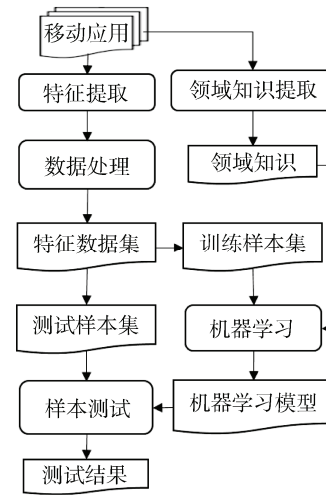 移动应用
特征提取
领域知识提取
数据处理
领域知识
特征数据集
训练样本集
测试样本集
机器学习
样本测试
机器学习模型
测试结果